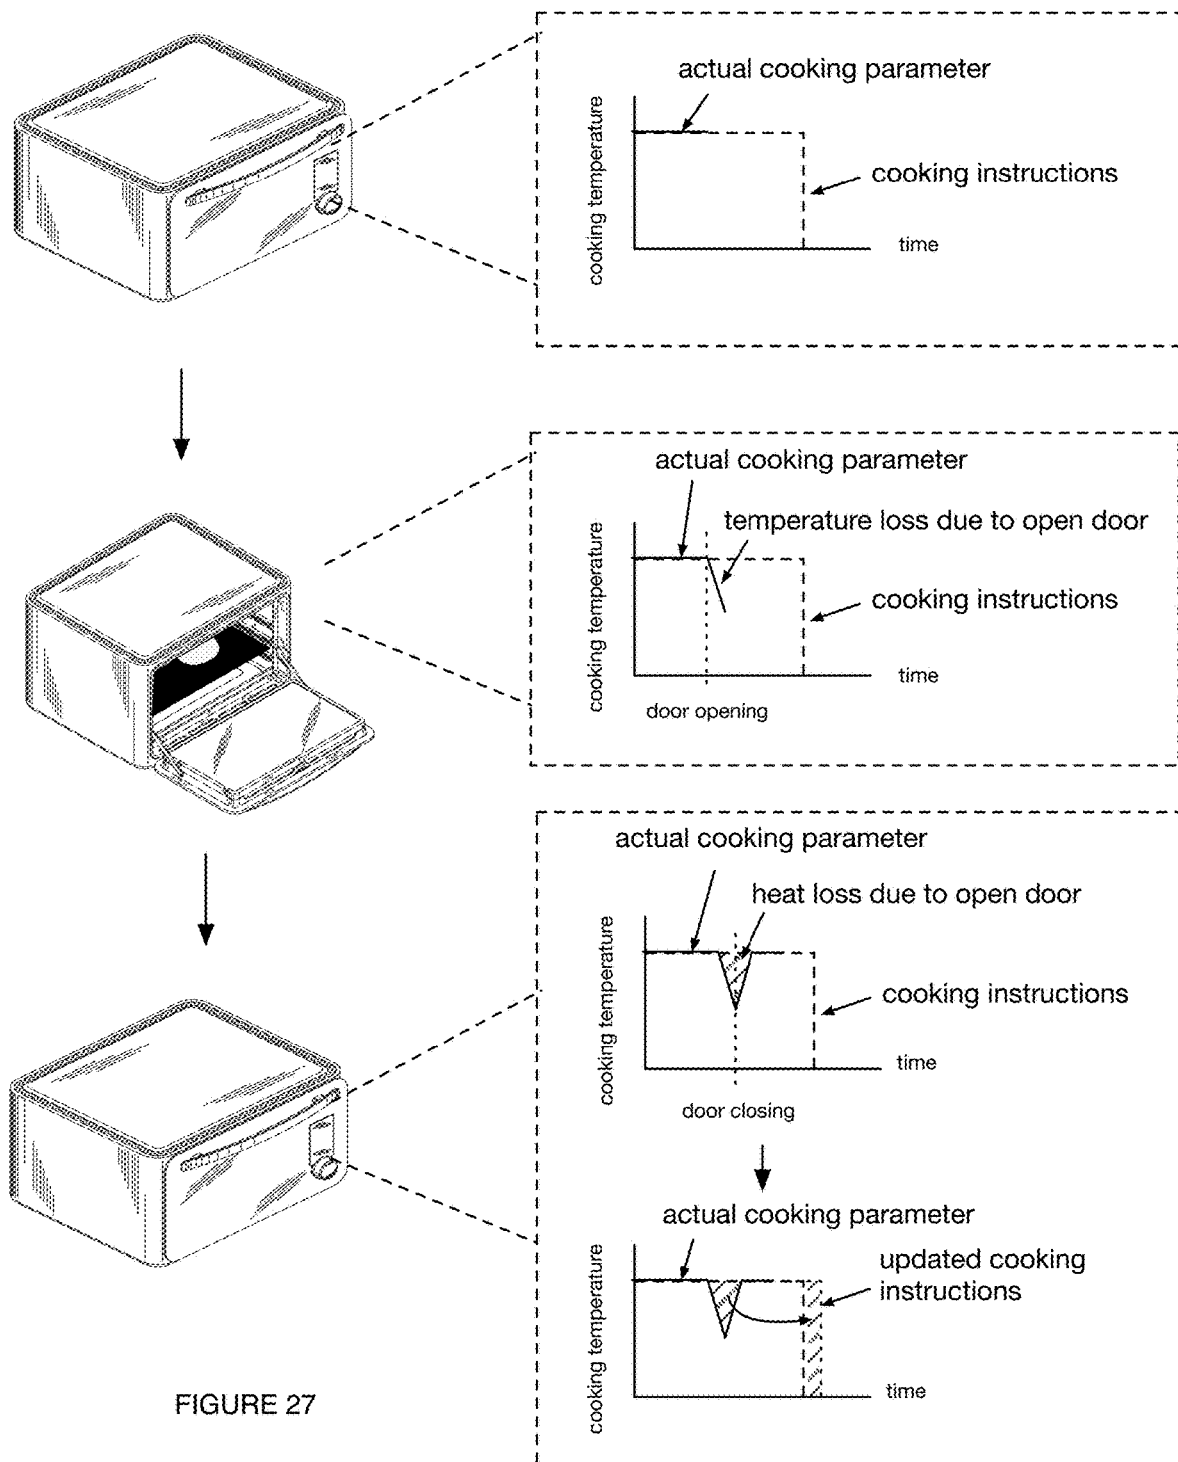 actual cooking parameter
cooking temperature
cooking instructions
time
actual cooking parameter
temperature loss due to open door
cooking temperature
cooking instructions
time
door opening
actual cooking parameter
heat loss due to open door
cooking temperature
cooking instructions
time
door closing
actual cooking parameter
updated cooking
instructions
cooking temperature
time
FIGURE 27